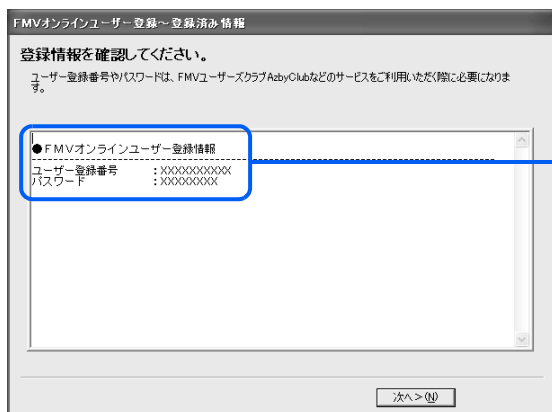 FMVオンラインユーザー登録～登録済み情報
登録情報を確認してください。
ユーザー登録番号やパスワードは、FMVユーザーズクラブAzbyClubなどのサービスをご利用いただく際に必要になりま
す。
●FMVオンラインユーザー登録情報
ユーザー登録番号 :XXXXXXXXXX
パスワード :XXXXXXXX
次へ>(N)